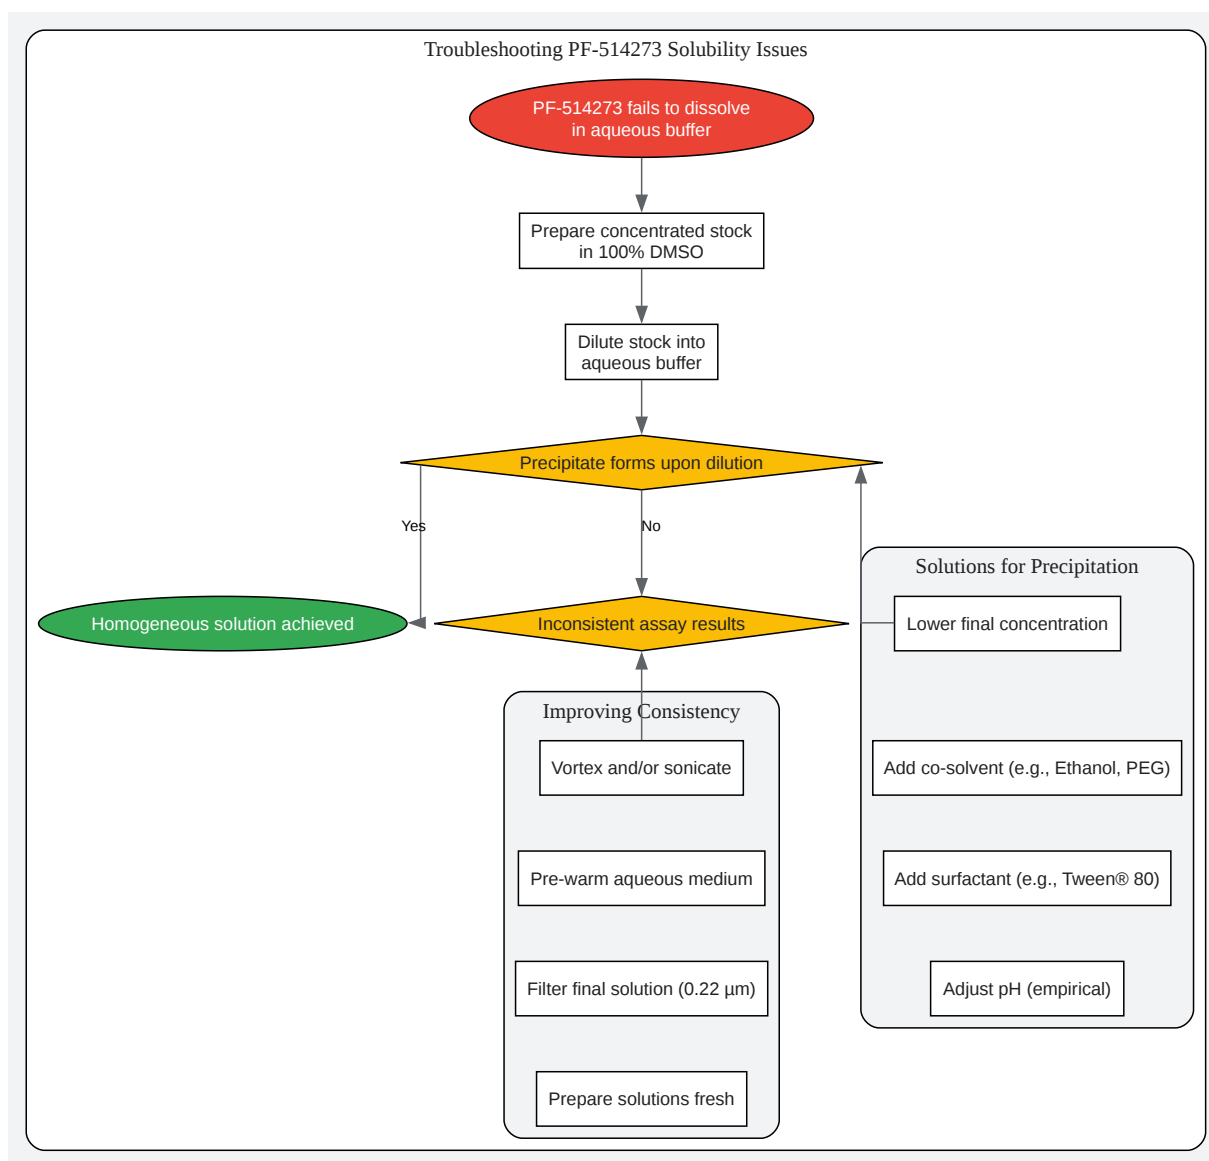 Troubleshooting PF-514273 Solubility Issues
PF-514273 fails to dissolve
in aqueous buffer
Prepare concentrated stock
in 100% DMSO
Dilute stock into
aqueous buffer
Precipitate forms upon dilution
Yes
No
Homogeneous solution achieved
Inconsistent assay results
Solutions for Precipitation
Lower final concentration
Add co-solvent (e.g., Ethanol, PEG)
Add surfactant (e.g., Tween® 80)
Adjust pH (empirical)
Improving Consistency
Vortex and/or sonicate
Pre-warm aqueous medium
Filter final solution (0.22 µm)
Prepare solutions fresh